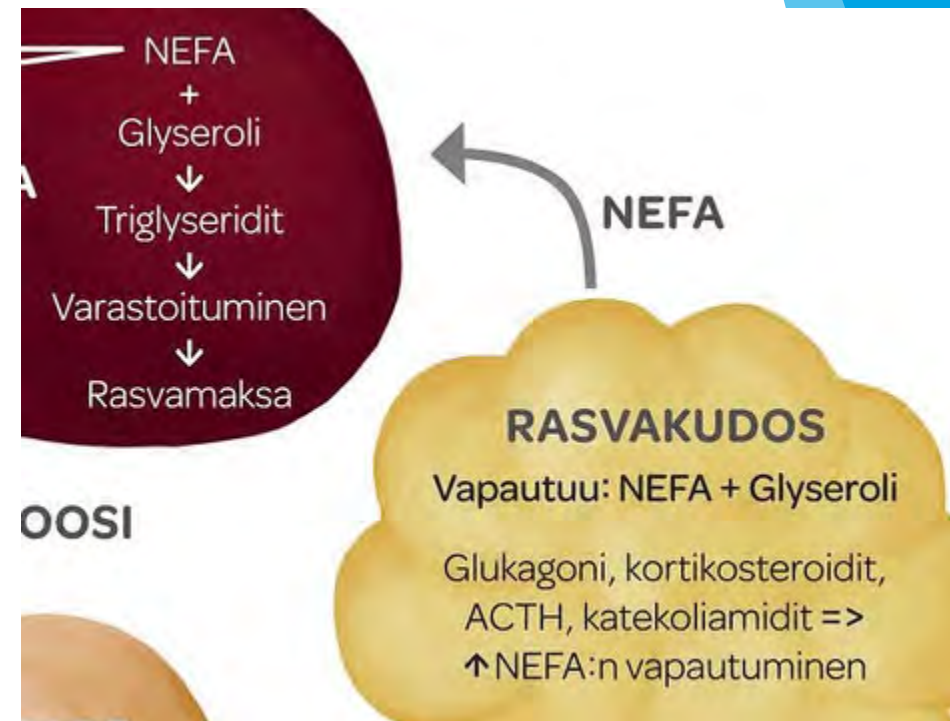 NEFA
+
Glyseroli
↓
Triglyseridit
↓
Varastoituminen
↓
Rasvamaksa
A
NEFA
RASVAKUDOS
Vapautuu: NEFA + Glyseroli
Glukagoni, kortikosteroidit,
ACTH, katekoliamidit =>
↑NEFA:n vapautuminen
OOSI